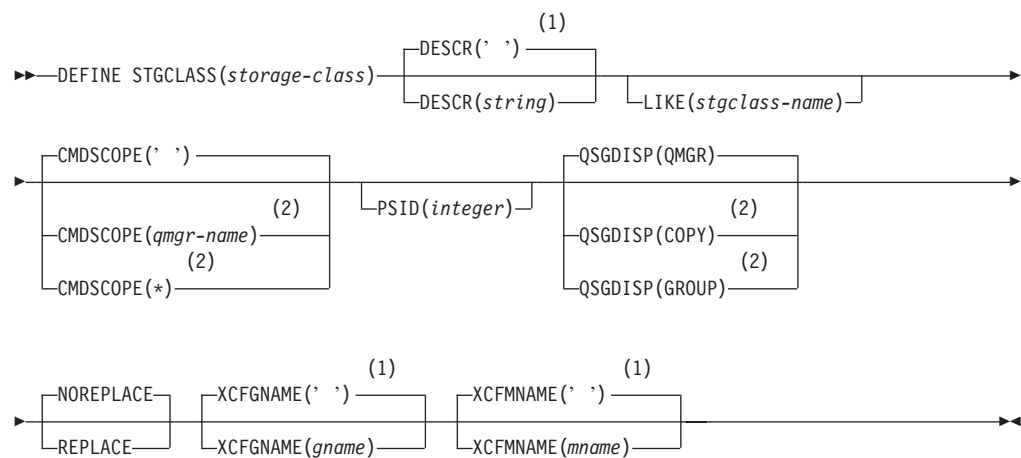 (1)
DESCR(’ ’)
DEFINE STGCLASS(storage-class)
DESCR(string)
LIKE(stgclass-name)
CMDSCOPE(’ ’)
QSGDISP(QMGR)
PSID(integer)
(2)
(2)
CMDSCOPE(qmgr-name)
QSGDISP(COPY)
(2)
(2)
CMDSCOPE(*)
QSGDISP(GROUP)
(1)
(1)
NOREPLACE
XCFGNAME(’ ’)
XCFMNAME(’ ’)
REPLACE
XCFGNAME(gname)
XCFMNAME(mname)